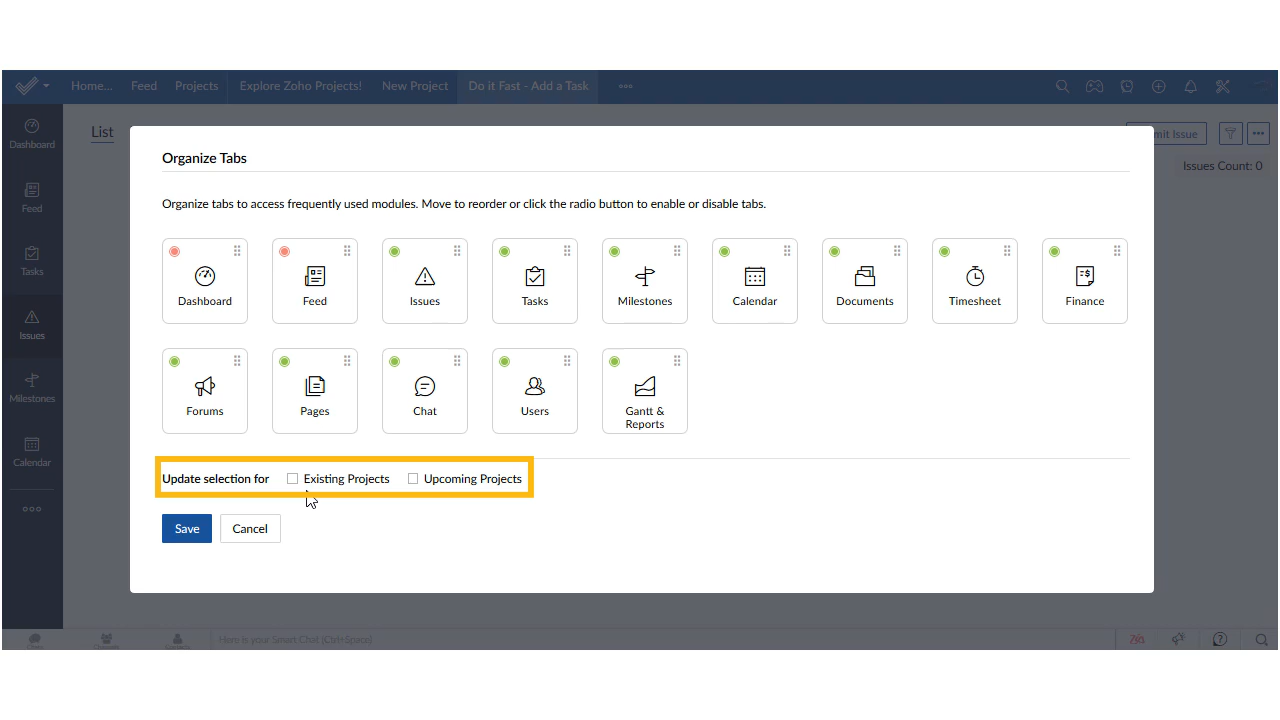 Home... Feed Projects Explore Zoho Projects! New Project Do it Fast - Add a Task
Dashboard
Feed
Tasks
Issues
Milestones
Calendar
List
mit Issue
Issues Count: 0
Organize Tabs
Organize tabs to access frequently used modules. Move to reorder or click the radio button to enable or disable tabs.
Dashboard Feed Issues Tasks Milestones Calendar Documents Timesheet Finance
Forums Pages Chat Users Gantt &
Reports
Update selection for Existing Projects Upcoming Projects
Save Cancel
Here is your Smart Chat (Ctrl+Space)